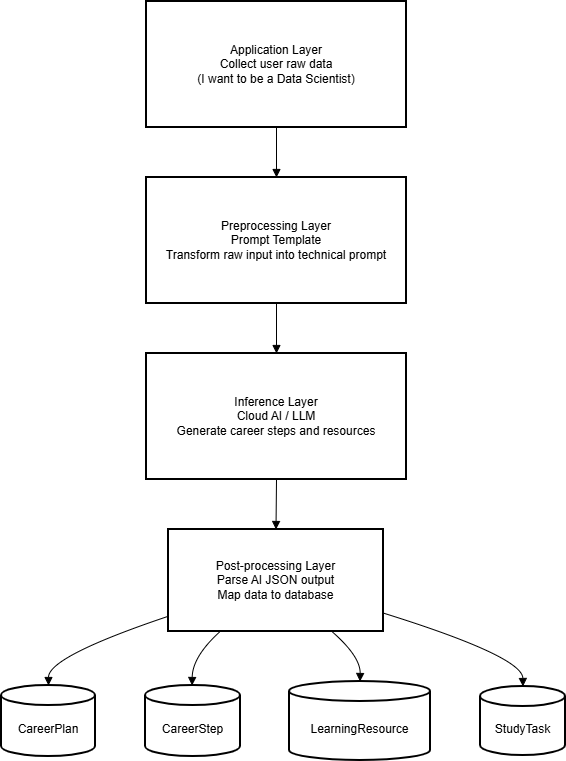 Application Layer
Collect user raw data
(I want to be a Data Scientist)
Preprocessing Layer
Prompt Template
Transform raw input into technical prompt
Inference Layer
Cloud AI / LLM
Generate career steps and resources
Post-processing Layer
Parse AI JSON output
Map data to database
CareerPlan
CareerStep
LearningResource
StudyTask